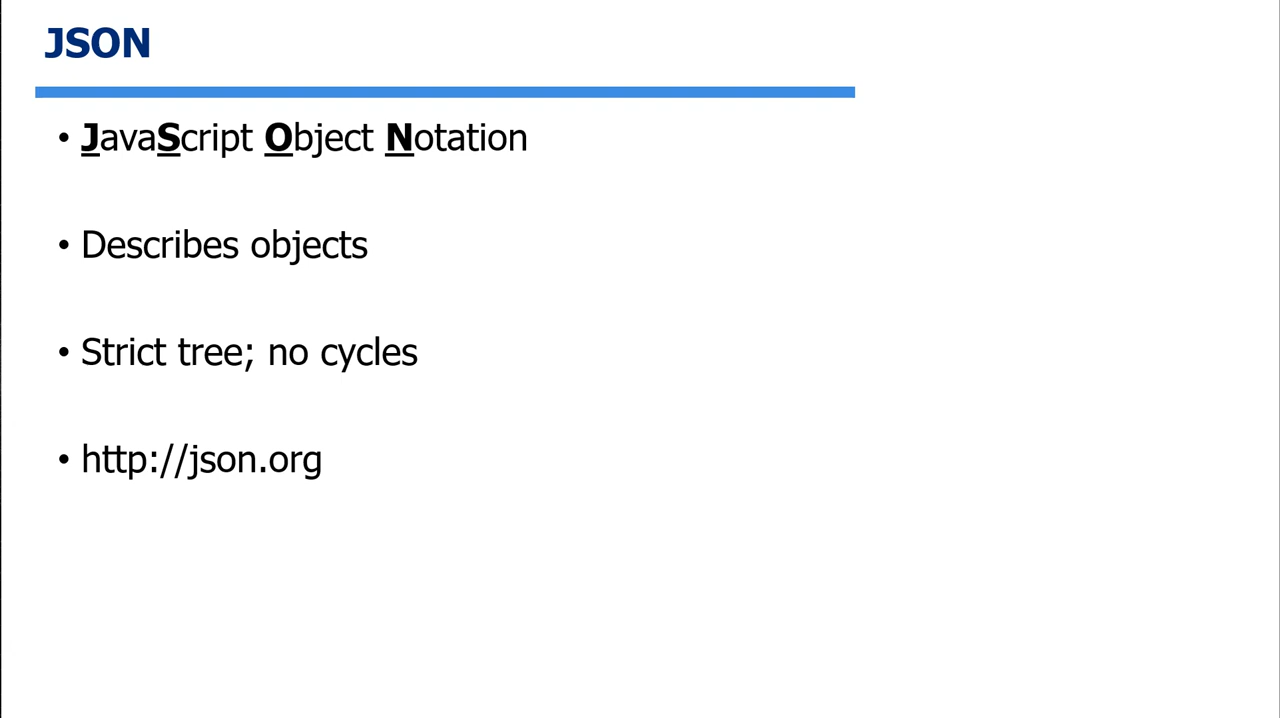 JSON
• JavaScript Object Notation
• Describes objects
• Strict tree; no cycles
• http://json.org